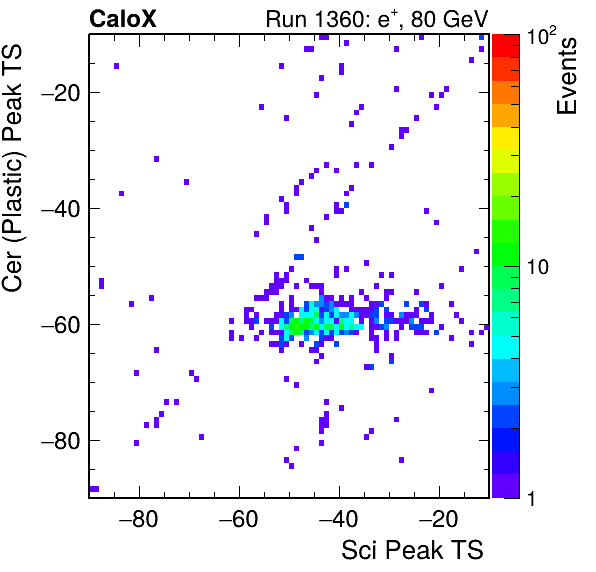 CaloX Run 1360: e+, 80 GeV
Cer (Plastic) Peak TS
−20
−40
−60
−80
−80 −60 −40 −20
Sci Peak TS
10²
10
1
Events